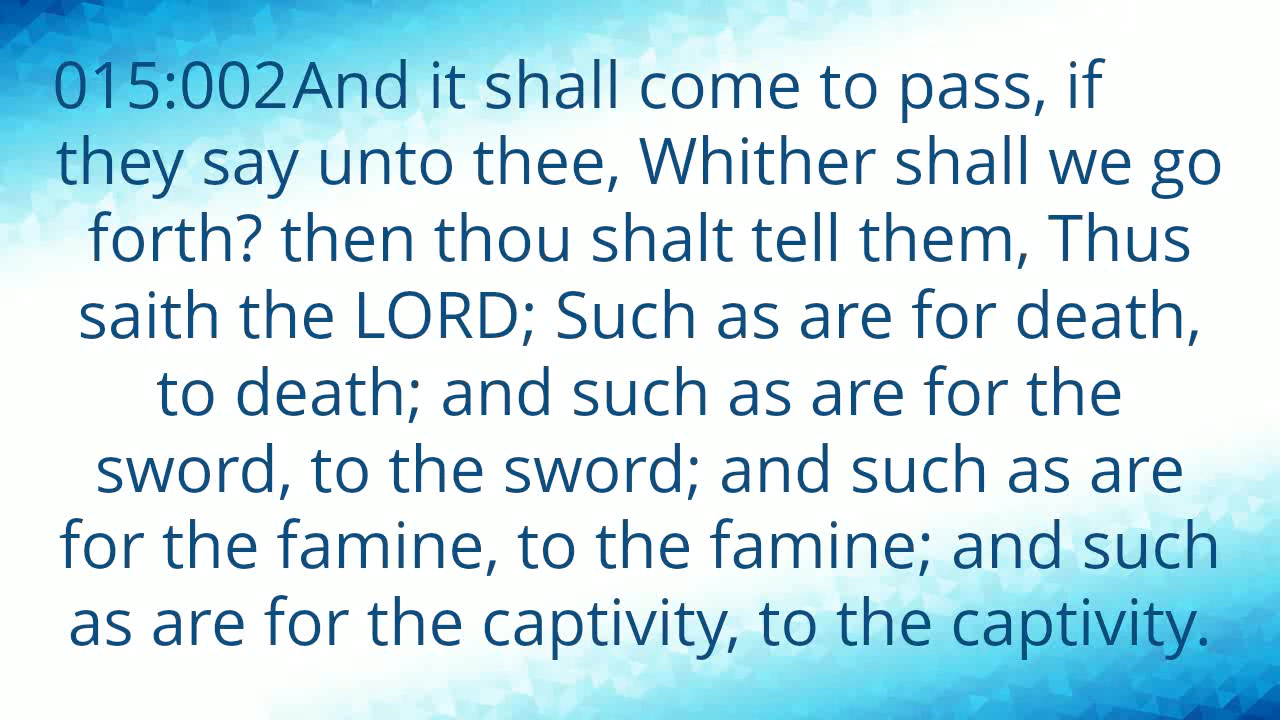 015:002And it shall come to pass, if
they say unto thee, Whither shall we go
forth? then thou shalt tell them, Thus
saith the LORD; Such as are for death,
to death; and such as are for the
sword, to the sword; and such as are
for the famine, to the famine; and such
as are for the captivity, to the captivity.